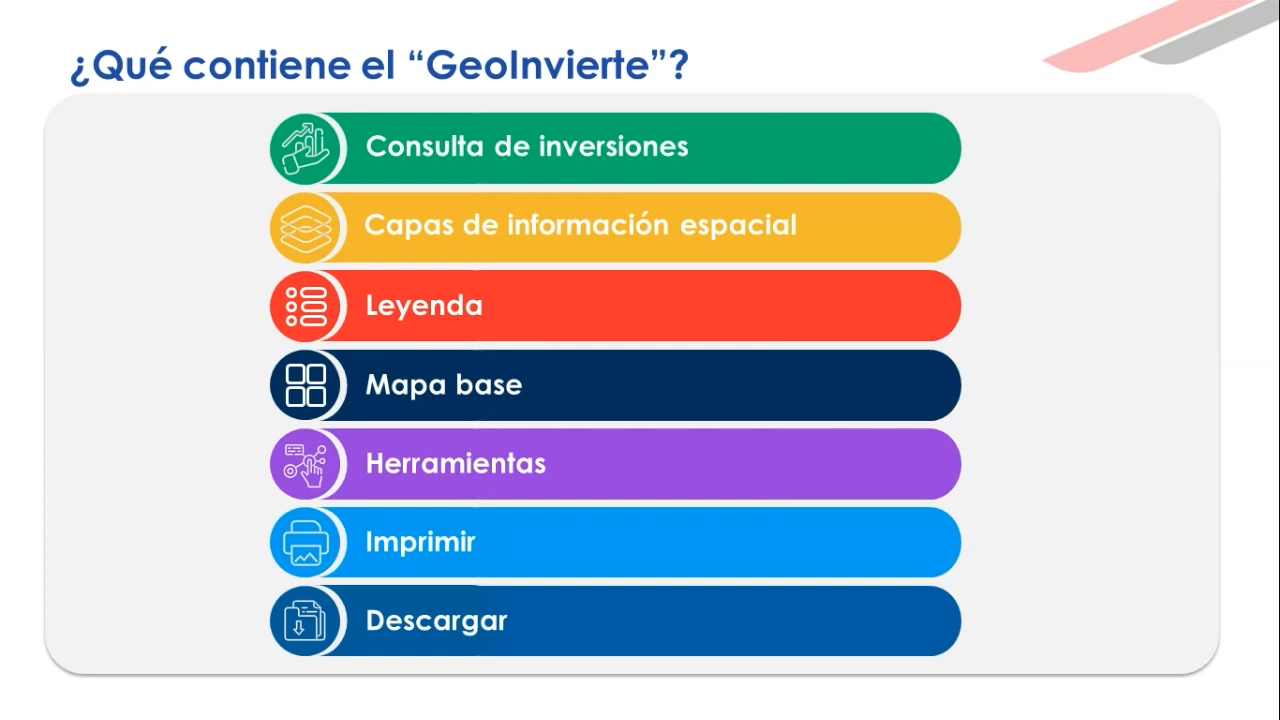 ¿Qué contiene el “GeoInvierte”?
Consulta de inversiones
Capas de información espacial
Leyenda
Mapa base
Herramientas
Imprimir
Descargar